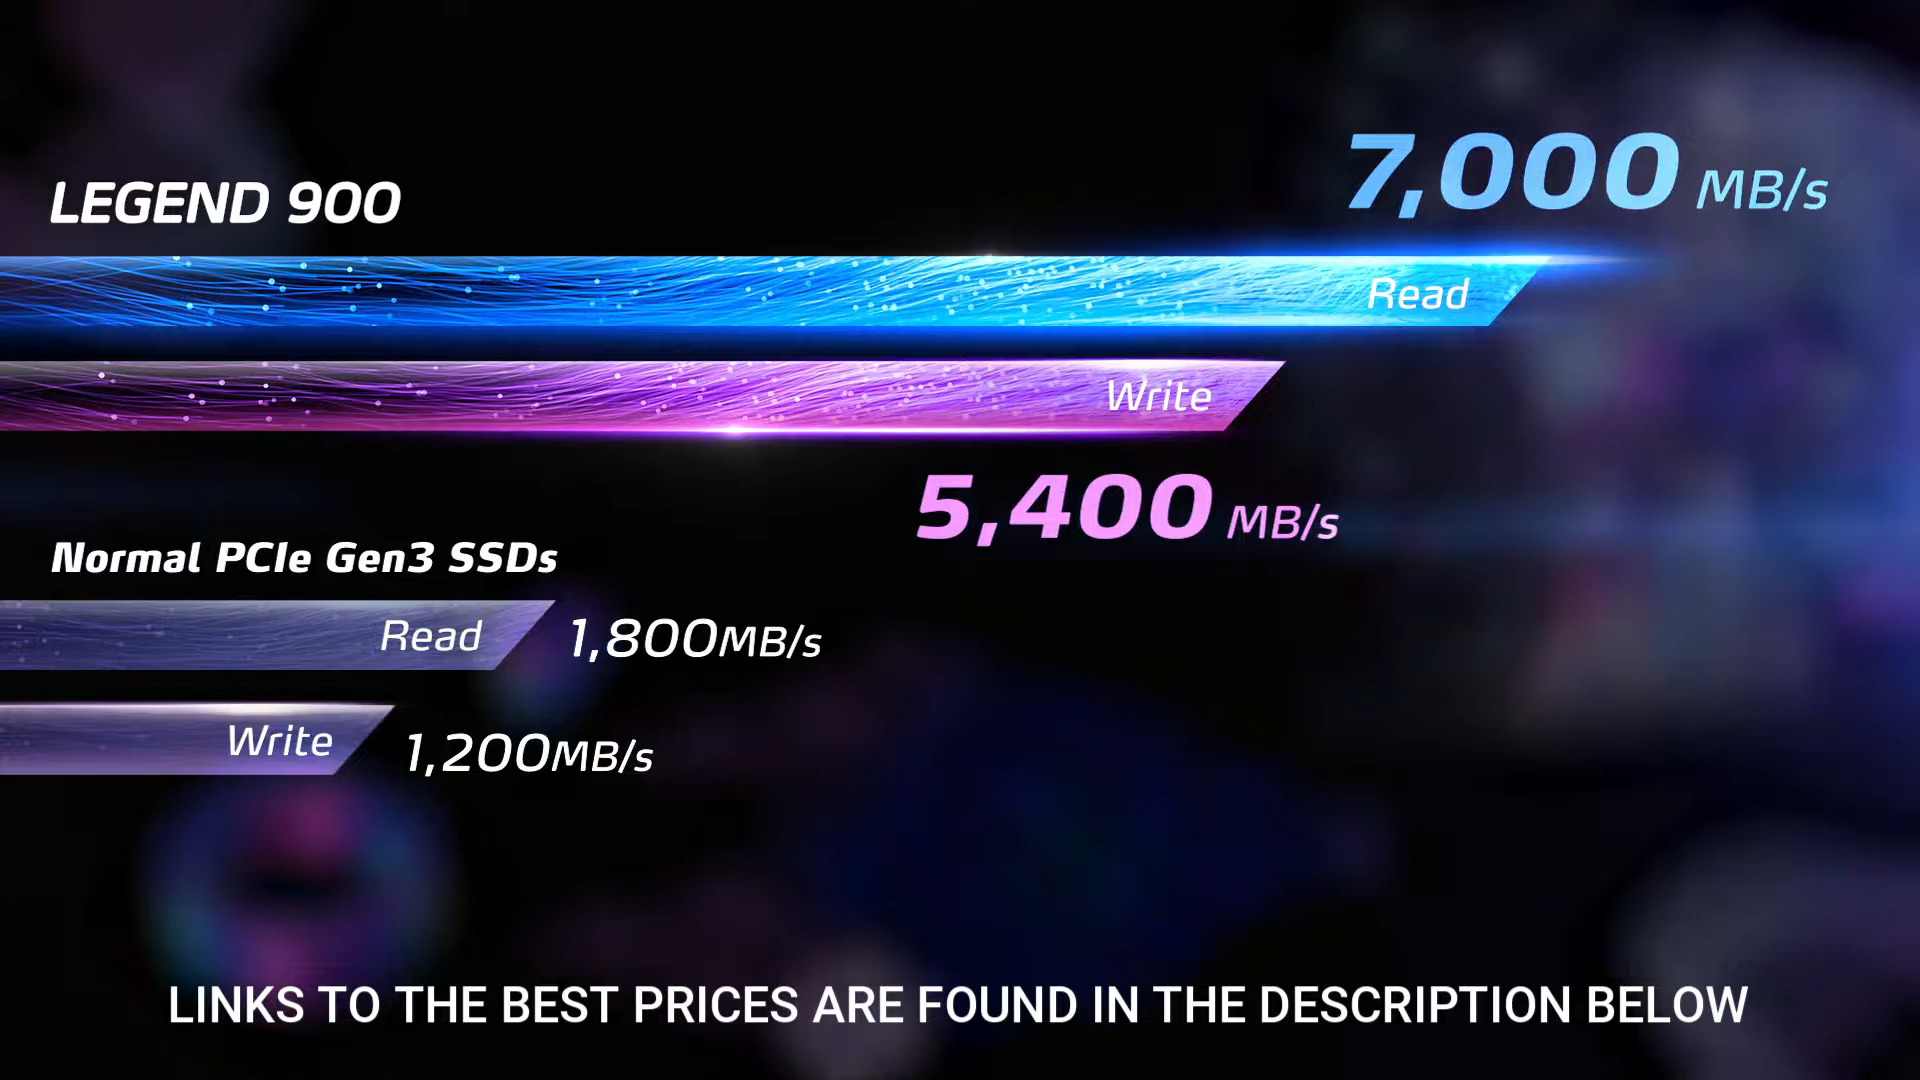 LEGEND 900
7,000 MB/s
Read
Write
5,400 MB/s
Normal PCIe Gen3 SSDs
Read 1,800MB/s
Write 1,200MB/s
LINKS TO THE BEST PRICES ARE FOUND IN THE DESCRIPTION BELOW